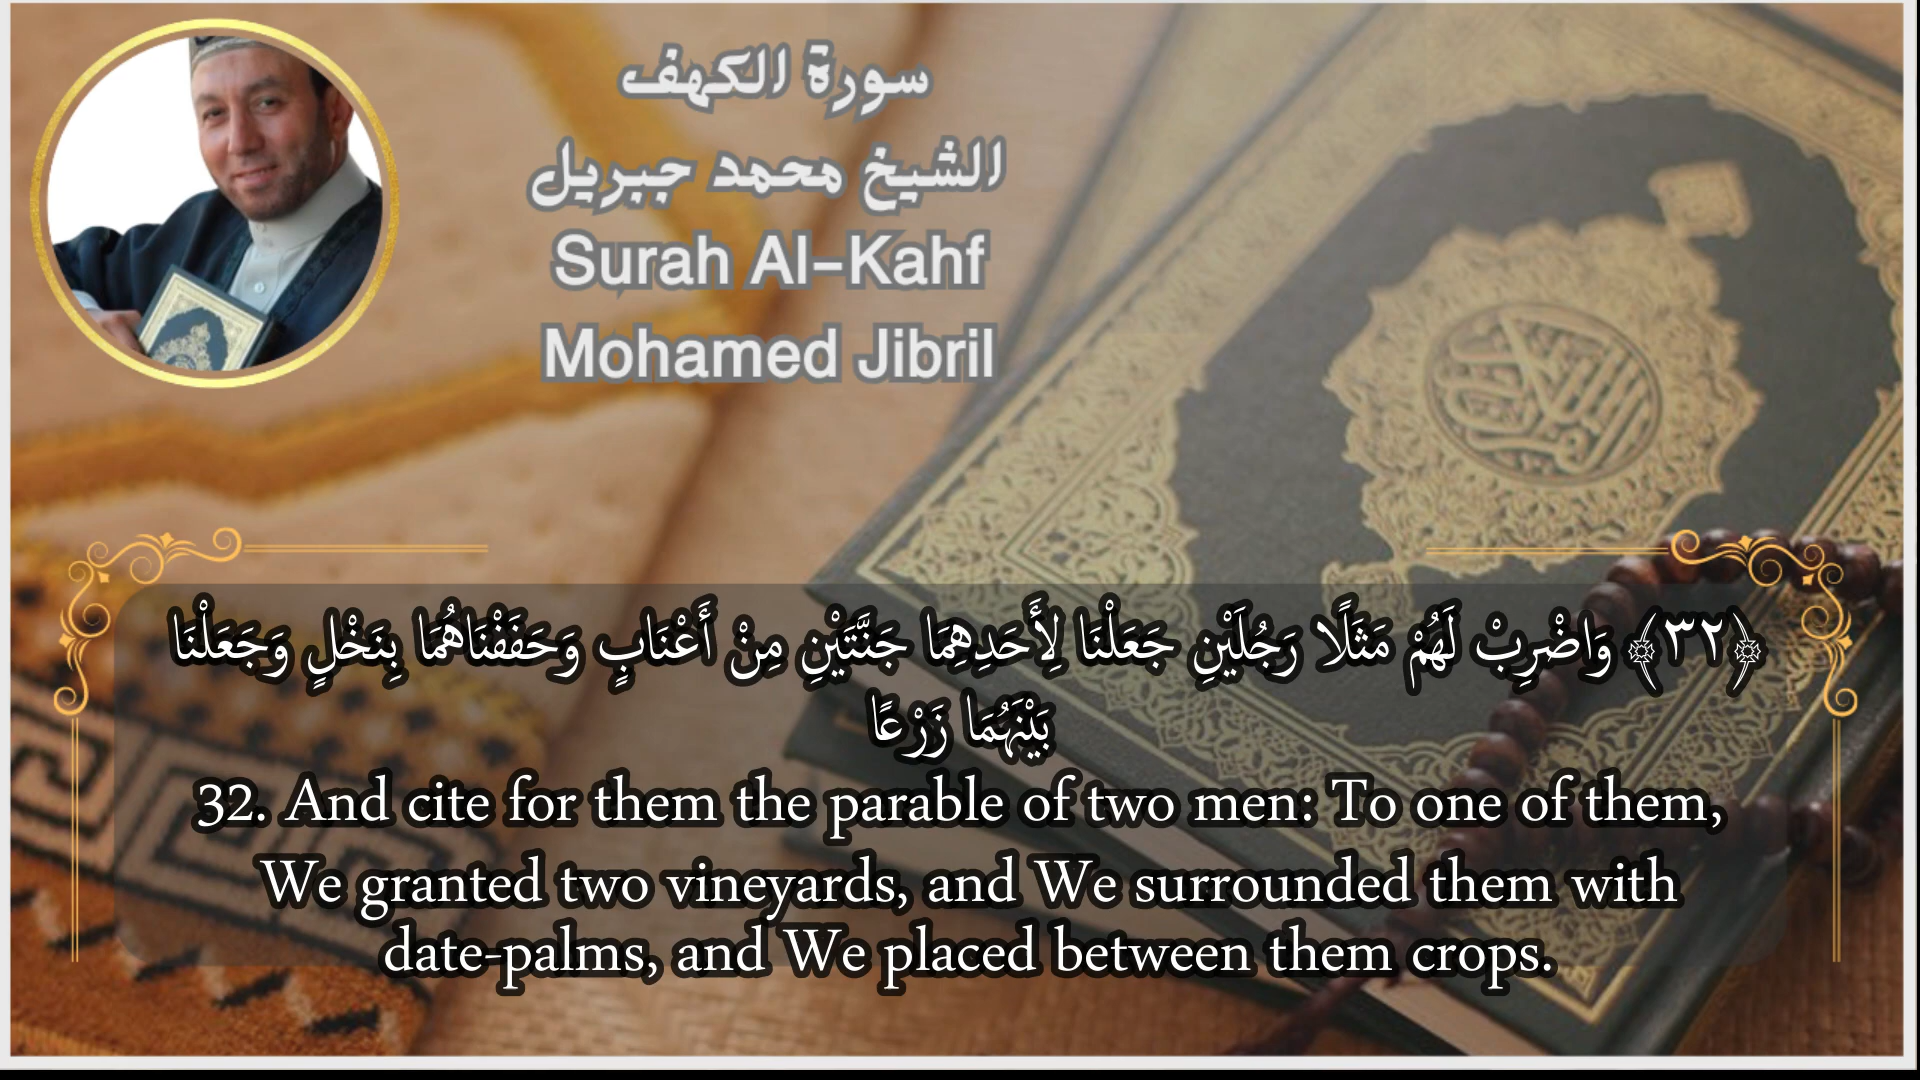 سورة الكهف
الشيخ محمد جبريل
Surah Al-Kahf
Mohamed Jibril
﴿٣٢﴾ وَاضْرِبْ لَهُمْ مَثَلًا رَجُلَيْنِ جَعَلْنَا لِأَحَدِهِمَا جَنَّتَيْنِ مِنْ أَعْنَابٍ وَحَفَفْنَاهُمَا بِنَخْلٍ وَجَعَلْنَا
بَيْنَهُمَا زَرْعًا
32. And cite for them the parable of two men: To one of them,
We granted two vineyards, and We surrounded them with
date-palms, and We placed between them crops.